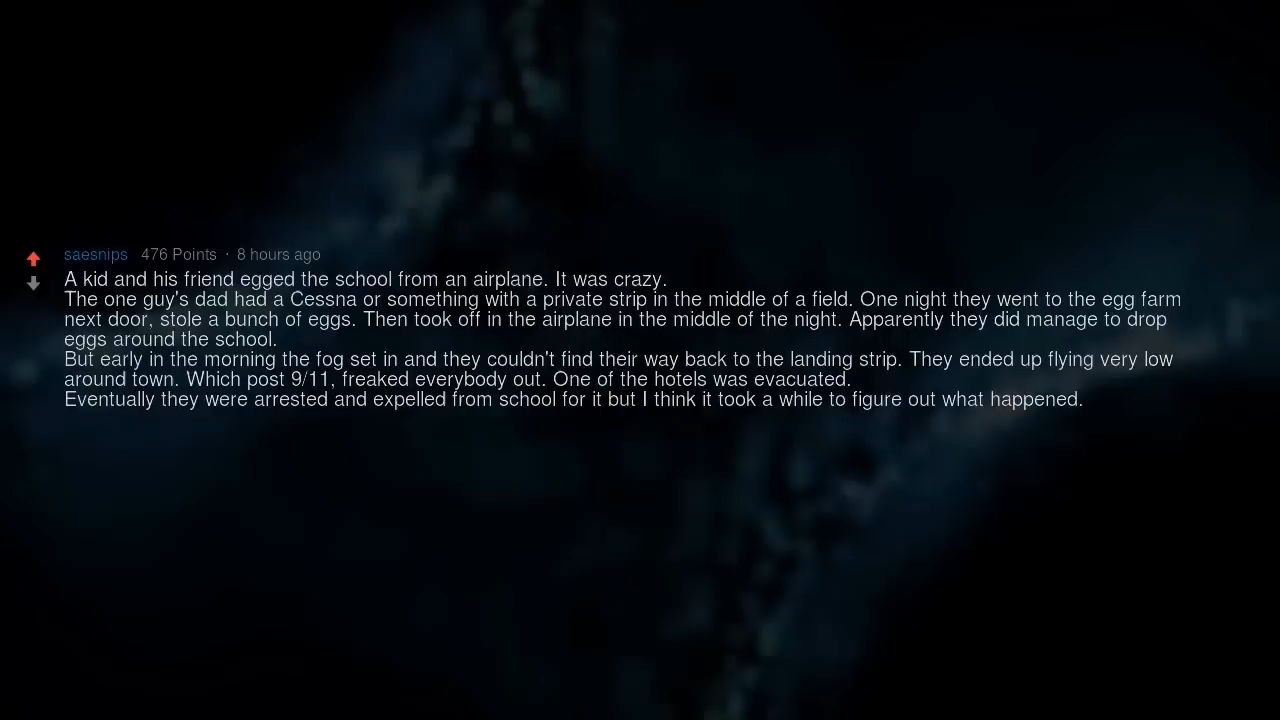 saesnips 476 Points · 8 hours ago
A kid and his friend egged the school from an airplane. It was crazy.
The one guy's dad had a Cessna or something with a private strip in the middle of a field. One night they went to the egg farm
next door, stole a bunch of eggs. Then took off in the airplane in the middle of the night. Apparently they did manage to drop
eggs around the school.
But early in the morning the fog set in and they couldn't find their way back to the landing strip. They ended up flying very low
around town. Which post 9/11, freaked everybody out. One of the hotels was evacuated.
Eventually they were arrested and expelled from school for it but I think it took a while to figure out what happened.